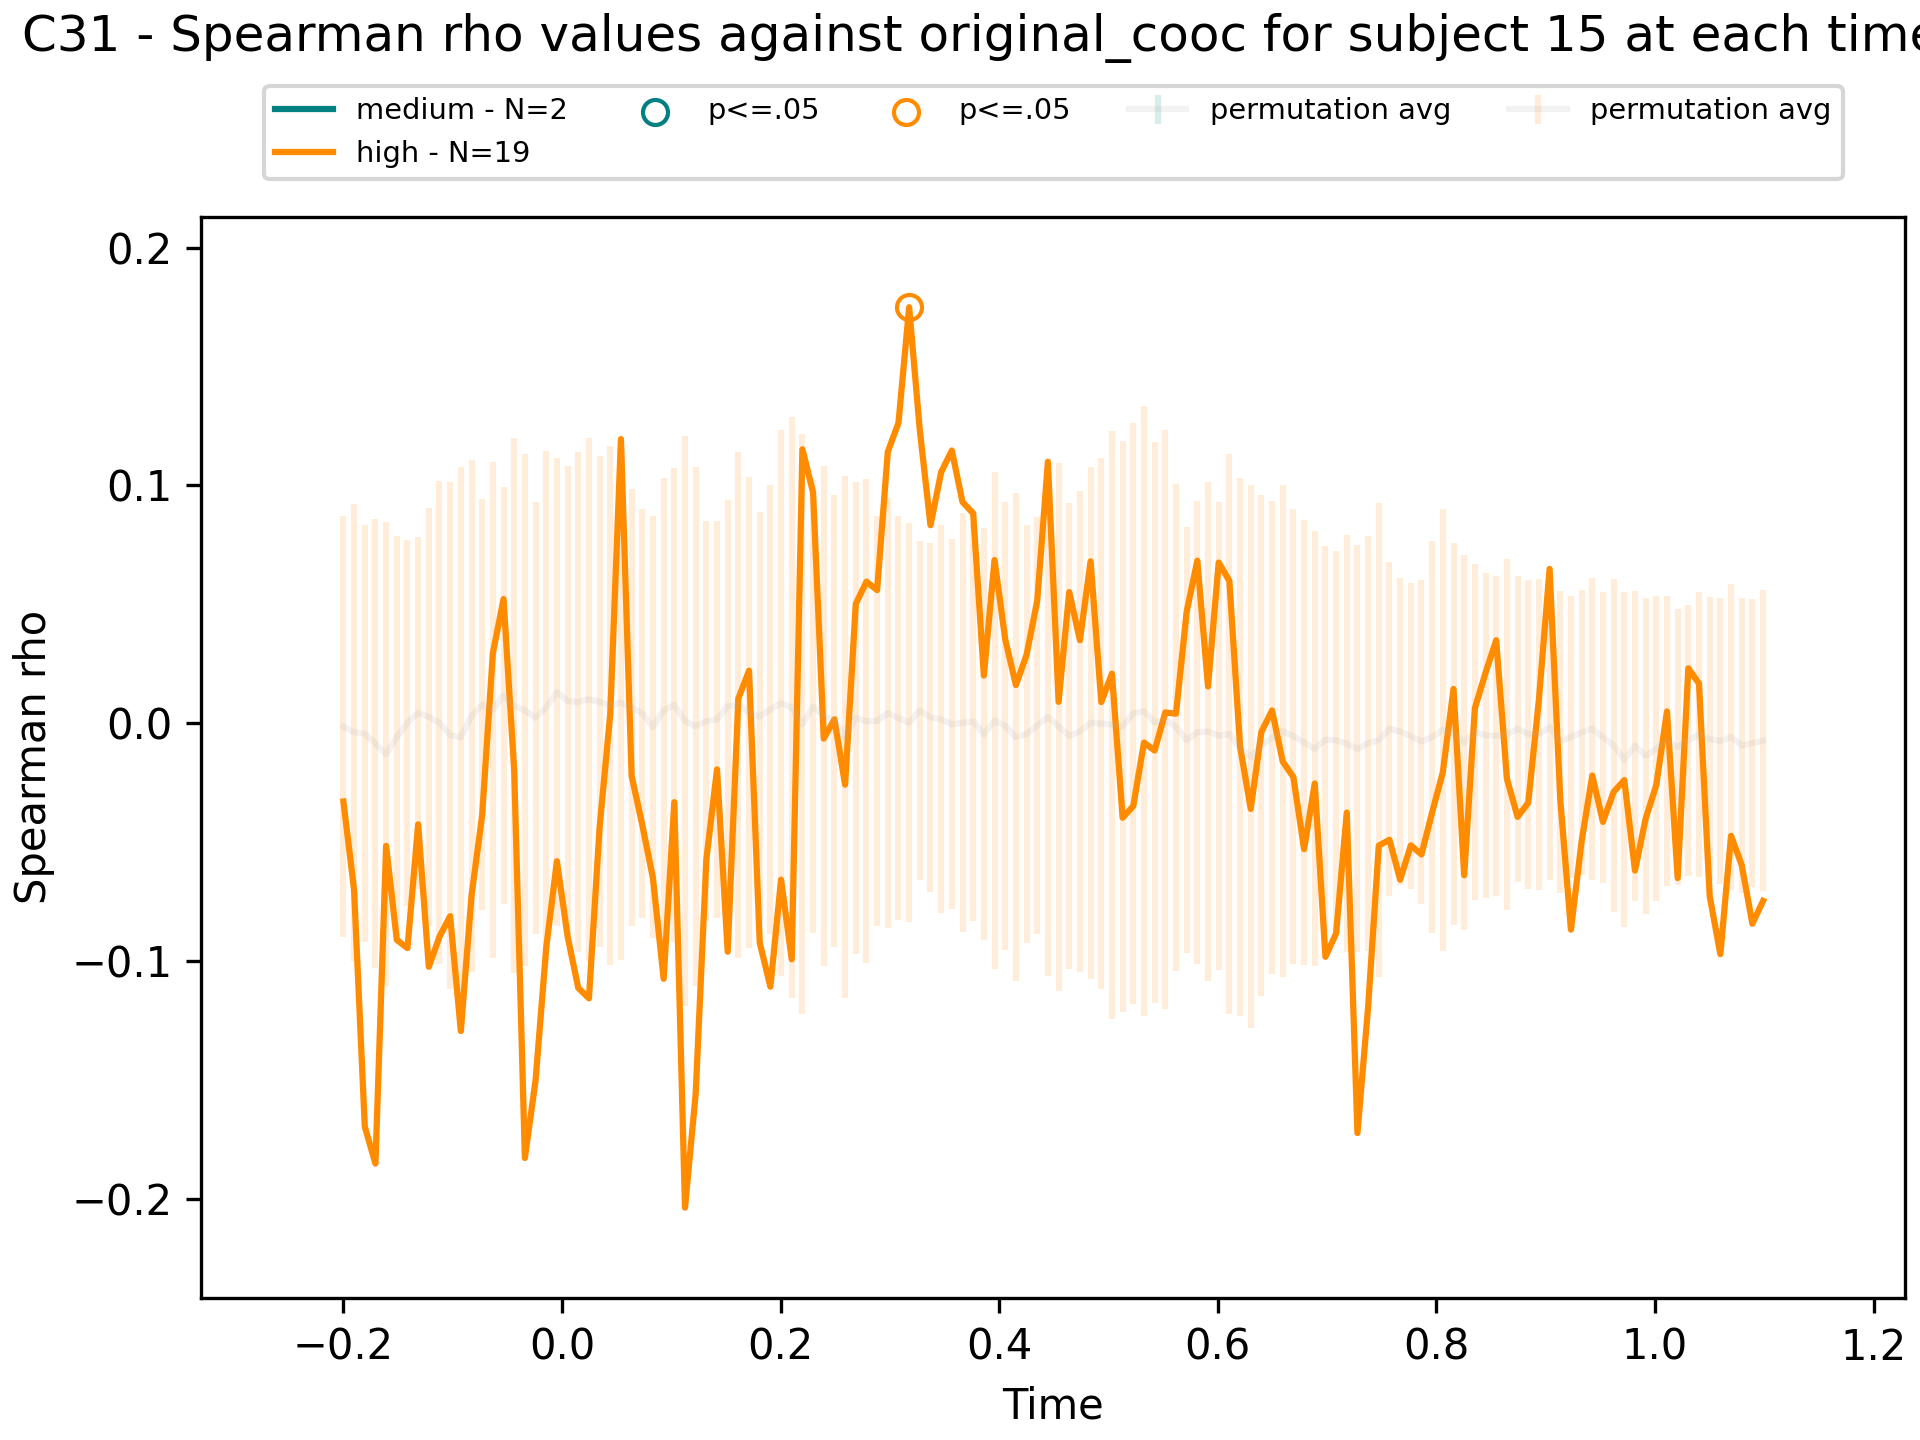 C31 - Spearman rho values against original_cooc for subject 15 at each time
medium - N=2
high - N=19
p<=.05
p<=.05
permutation avg
permutation avg
Spearman rho
0.2
0.1
0.0
−0.1
−0.2
−0.2 0.0 0.2 0.4 0.6 0.8 1.0 1.2
Time